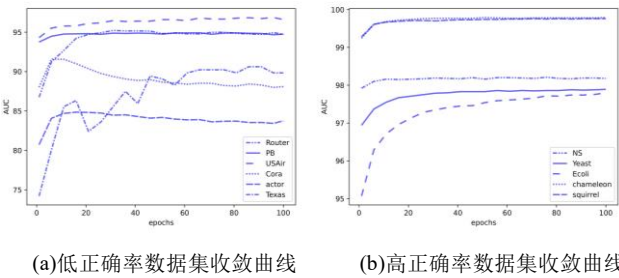 95
90
85
80
75
AUC
0 20 40 60 80 100
epochs
Router
PB
USAir
Cora
actor
Texas
100
99
98
97
96
95
AUC
0 20 40 60 80 100
epochs
NS
Yeast
Ecoli
chameleon
squirrel
(a)低正确率数据集收敛曲线
(b)高正确率数据集收敛曲线